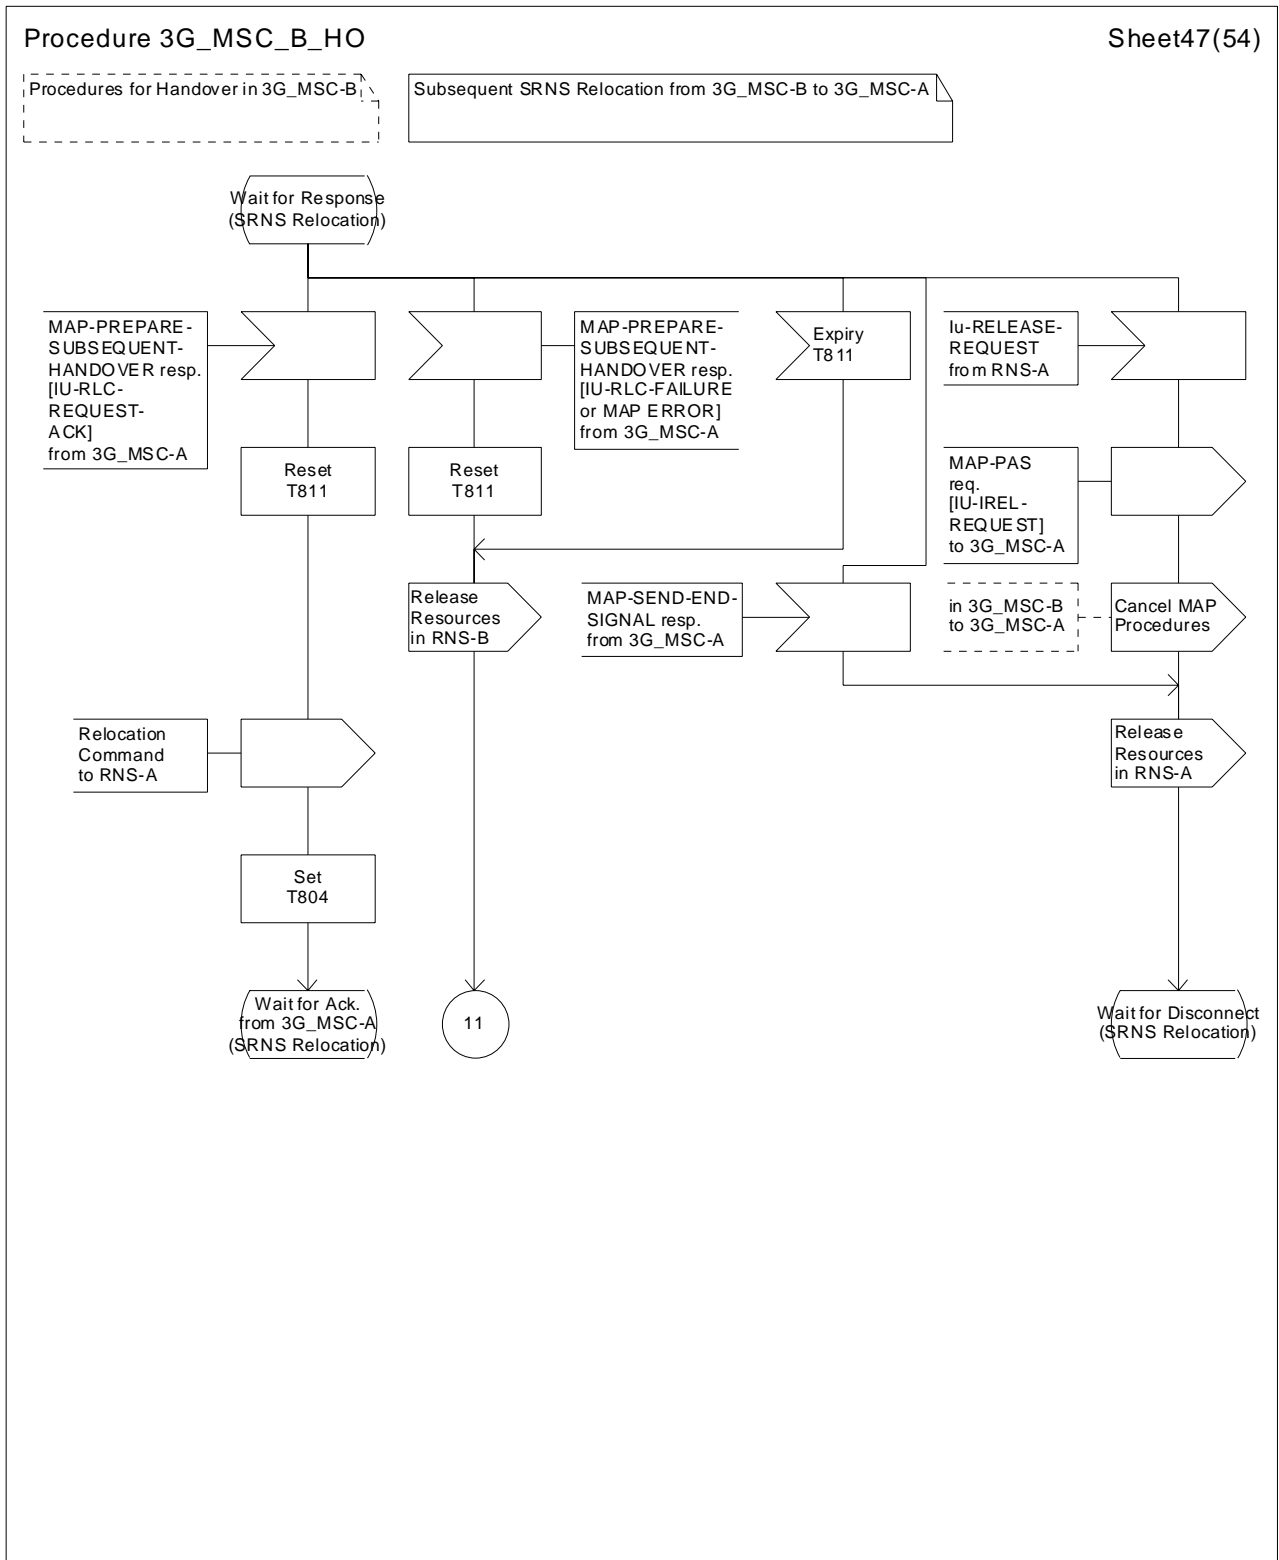 Procedure 3G_MSC_B_HO
Sheet47(54)
Procedures for Handover in 3G_MSC-B
Subsequent SRNS Relocation from 3G_MSC-B to 3G_MSC-A
Wait for Response
(SRNS Relocation)
MAP-PREPARE-
SUBSEQUENT-
HANDOVER resp.
[IU-RLC-
REQUEST-
ACK]
from 3G_MSC-A
MAP-PREPARE-
SUBSEQUENT-
HANDOVER resp.
[IU-RLC-FAILURE
or MAP ERROR]
from 3G_MSC-A
Expiry
T811
Iu-RELEASE-
REQUEST
from RNS-A
Reset
T811
Reset
T811
MAP-PAS
req.
[IU-IREL-
REQUEST]
to 3G_MSC-A
Release
Resources
in RNS-B
MAP-SEND-END-
SIGNAL resp.
from 3G_MSC-A
in 3G_MSC-B
to 3G_MSC-A
Cancel MAP
Procedures
Relocation
Command
to RNS-A
Release
Resources
in RNS-A
Set
T804
Wait for Ack.
from 3G_MSC-A
(SRNS Relocation)
11
Wait for Disconnect
(SRNS Relocation)